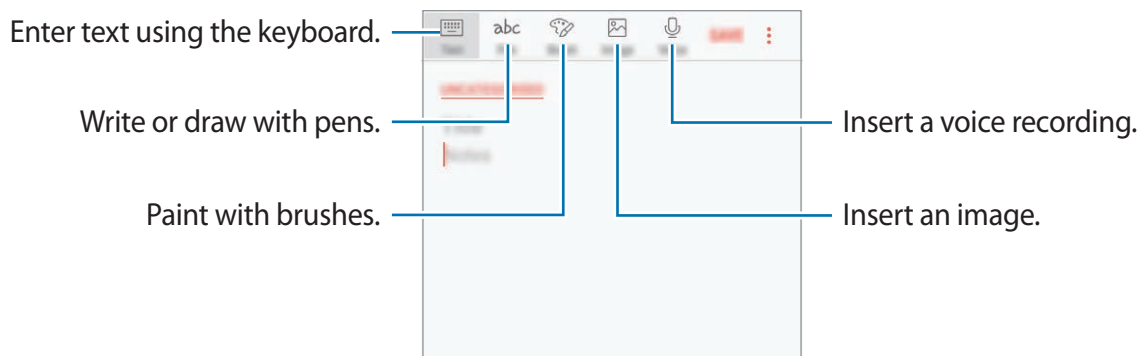 Enter text using the keyboard.
abc
SAVE
UNCATEGORISED
Write or draw with pens.
Insert a voice recording.
Paint with brushes.
Insert an image.